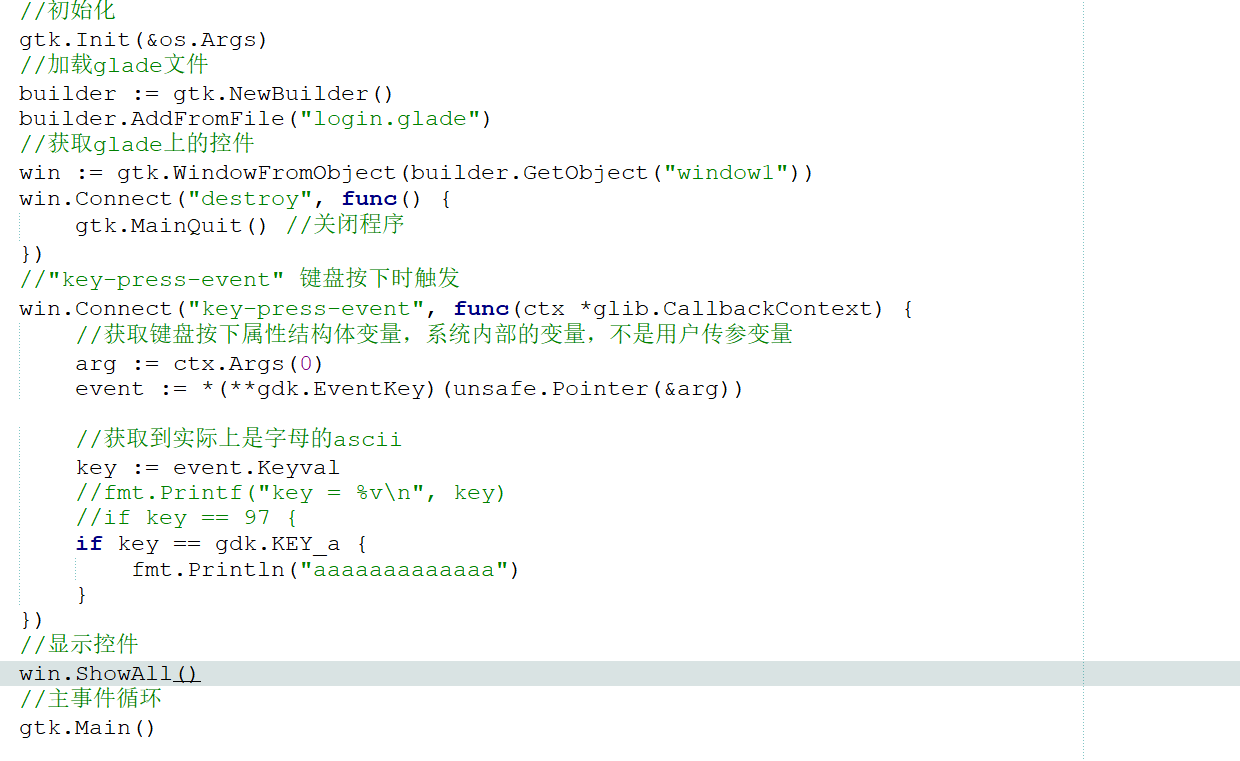 //初始化
gtk.Init(&os.Args)
//加载glade文件
builder := gtk.NewBuilder()
builder.AddFromFile("login.glade")
//获取glade上的控件
win := gtk.WindowFromObject(builder.GetObject("window1"))
win.Connect("destroy", func() {
    gtk.MainQuit() //关闭程序
})
//"key-press-event" 键盘按下时触发
win.Connect("key-press-event", func(ctx *glib.CallbackContext) {
    //获取键盘按下属性结构体变量，系统内部的变量，不是用户传参变量
    arg := ctx.Args(0)
    event := *(**gdk.EventKey)(unsafe.Pointer(&arg))
    //获取到实际上是字母的ascii
    key := event.Keyval
    //fmt.Printf("key = %v\n", key)
    //if key == 97 {
    if key == gdk.KEY_a {
        fmt.Println("aaaaaaaaaaaaa")
    }
})
//显示控件
win.ShowAll()
//主事件循环
gtk.Main()